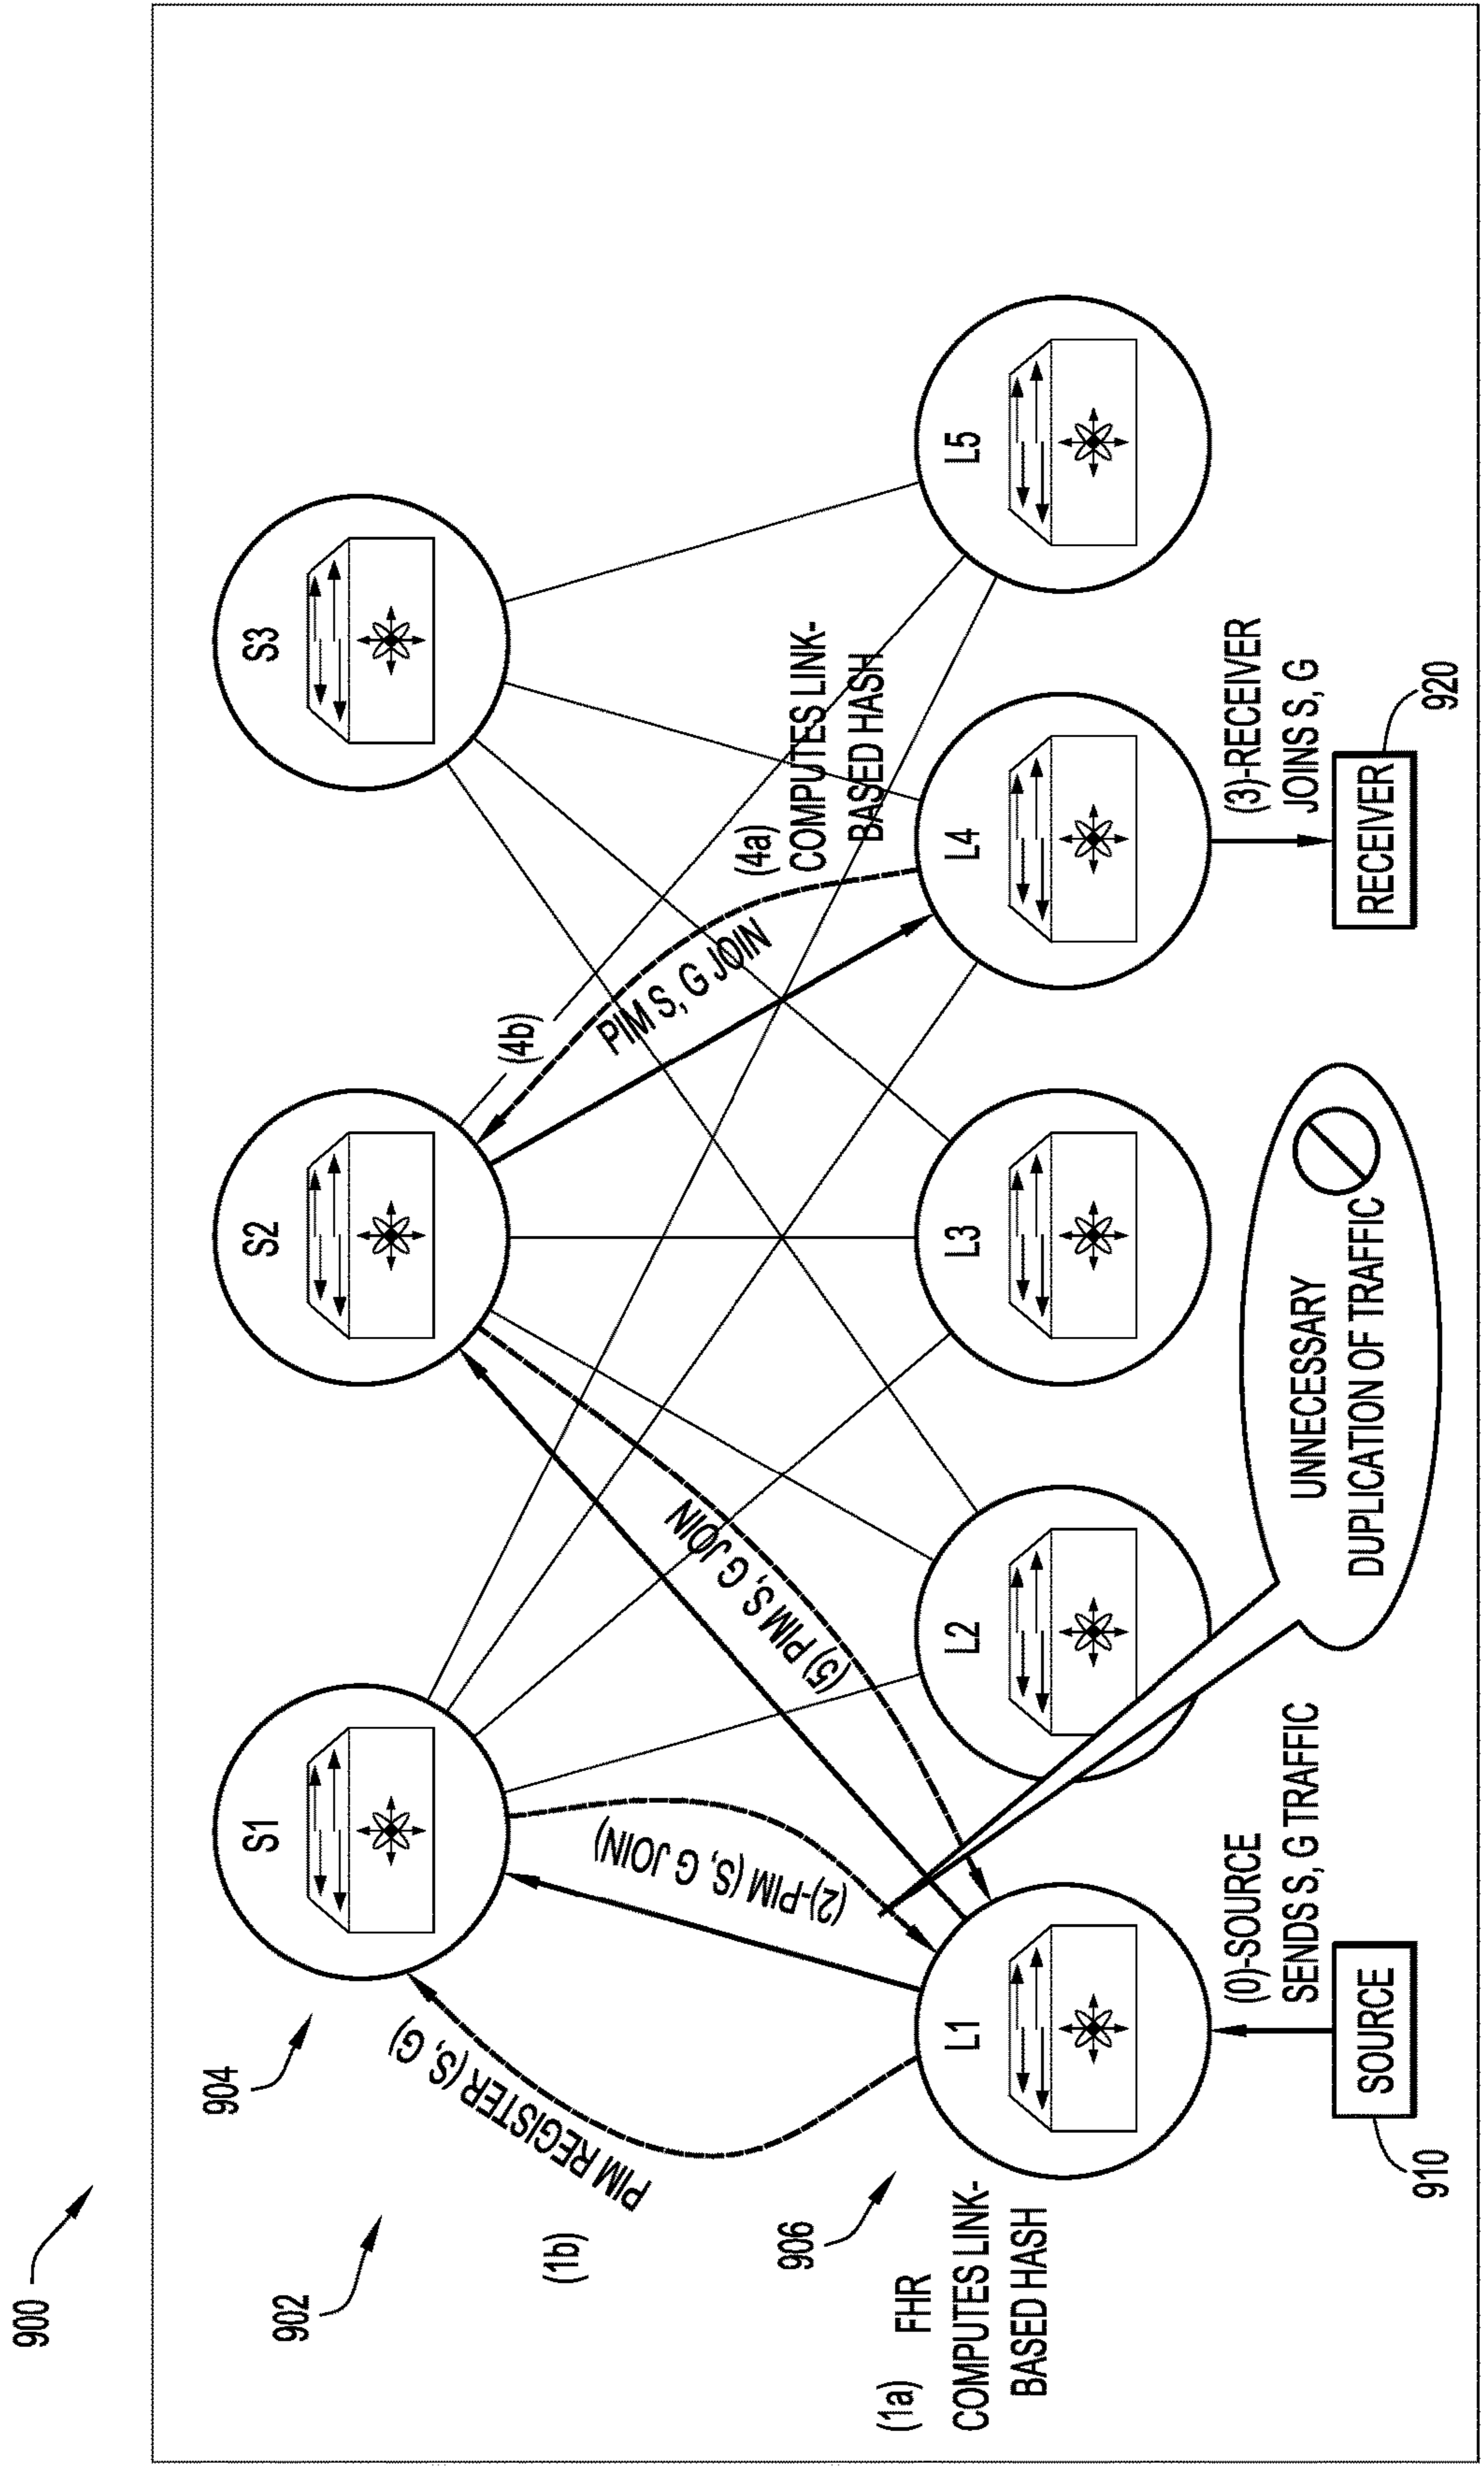 900
902
904
S1
S2
S3
(1b)
PIM REGISTER (S, G)
(2)-PIM (S, G JOIN)
(5) PIM S, G JOIN
(4b)
PIM S, G JOIN
(4a)
COMPUTES LINK-
BASED HASH
906
(1a) FHR
COMPUTES LINK-
BASED HASH
L1
L2
L3
L4
L5
(0)-SOURCE
SENDS S, G TRAFFIC
SOURCE
910
UNNECESSARY
DUPLICATION OF TRAFFIC
(3)-RECEIVER
JOINS S, G
RECEIVER
920